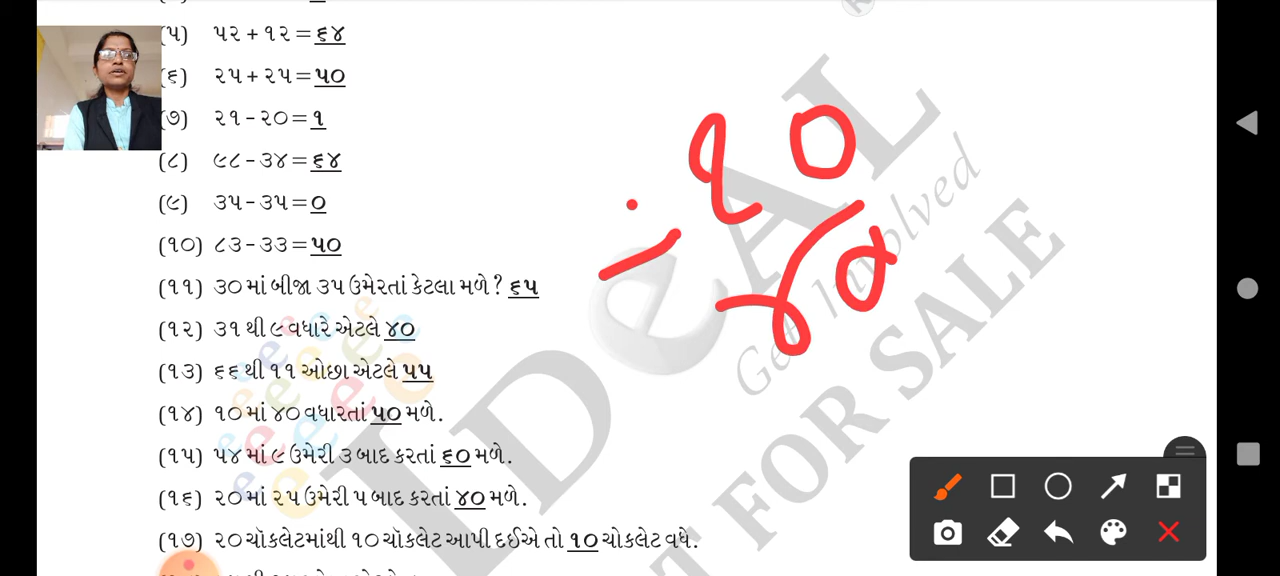 (૫) ૫૨ + ૧૨ = ૬૪
(૬) ૨૫ + ૨૫ = ૫૦
(૭) ૨૧ - ૨૦ = ૧
(૮) ૯૮ - ૩૪ = ૬૪
(૯) ૩૫ - ૩૫ = ૦
(૧૦) ૮૩ - ૩૩ = ૫૦
(૧૧) ૩૦ માં બીજા ૩૫ ઉમેરતાં કેટલા મળે ? ૬૫
(૧૨) ૩૧ થી ૯ વધારે એટલે ૪૦
(૧૩) ૬૬ થી ૧૧ ઓછા એટલે ૫૫
(૧૪) ૧૦ માં ૪૦ વધારતાં ૫૦ મળે.
(૧૫) ૫૪ માં ૯ ઉમેરી ૩ બાદ કરતાં ૬૦ મળે.
(૧૬) ૨૦ માં ૨૫ ઉમેરી ૫ બાદ કરતાં ૪૦ મળે.
(૧૭) ૨૦ ચૉકલેટમાંથી ૧૦ ચૉકલેટ આપી દઈએ તો ૧૦ ચોકલેટ વધે.
૧૦
૪૦
IDeAL
Get Involved
FOR SALE